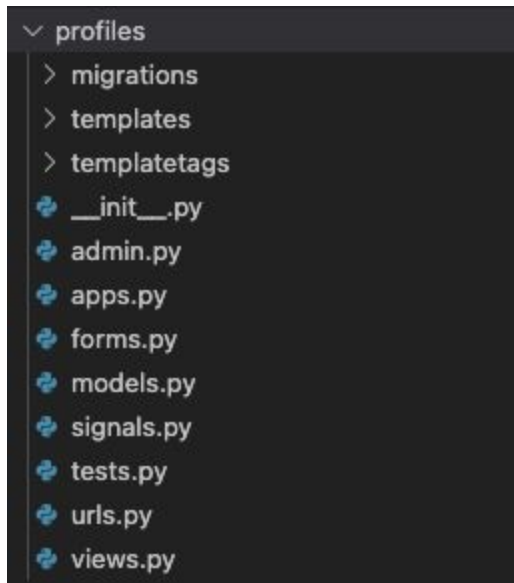 profiles
migrations
templates
templatetags
__init__.py
admin.py
apps.py
forms.py
models.py
signals.py
tests.py
urls.py
views.py